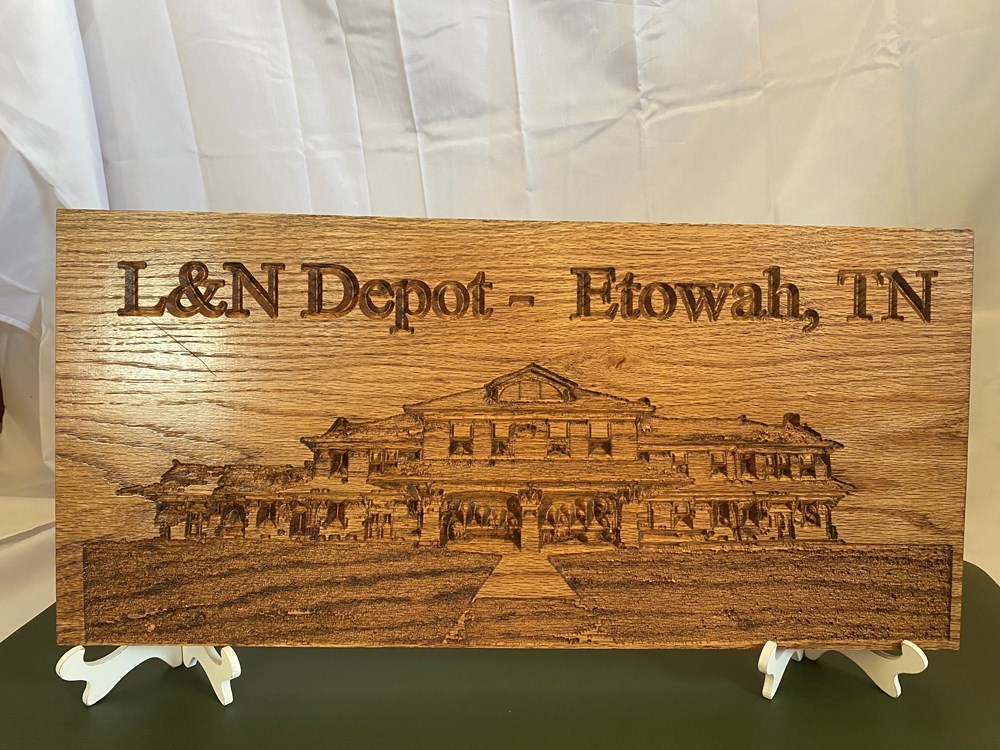 L&N Depot - Etowah, TN